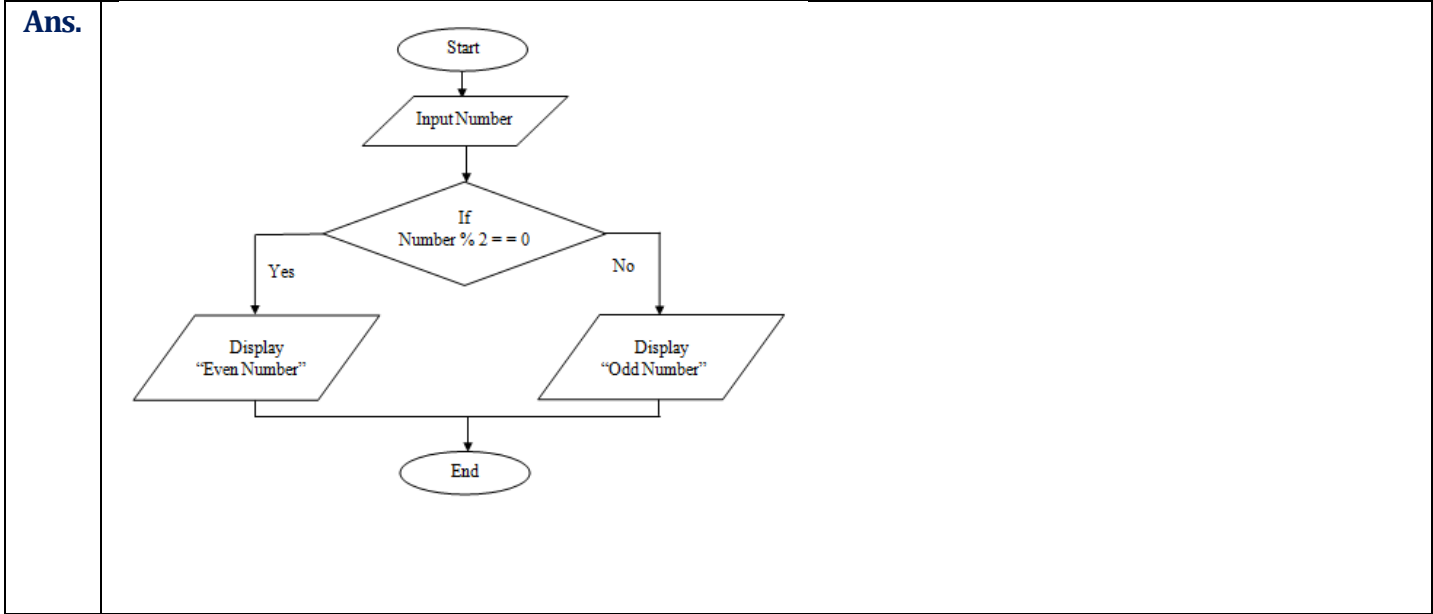 Ans.
Start
Input Number
If
Number % 2 = = 0
Yes
No
Display
“Even Number”
Display
“Odd Number”
End